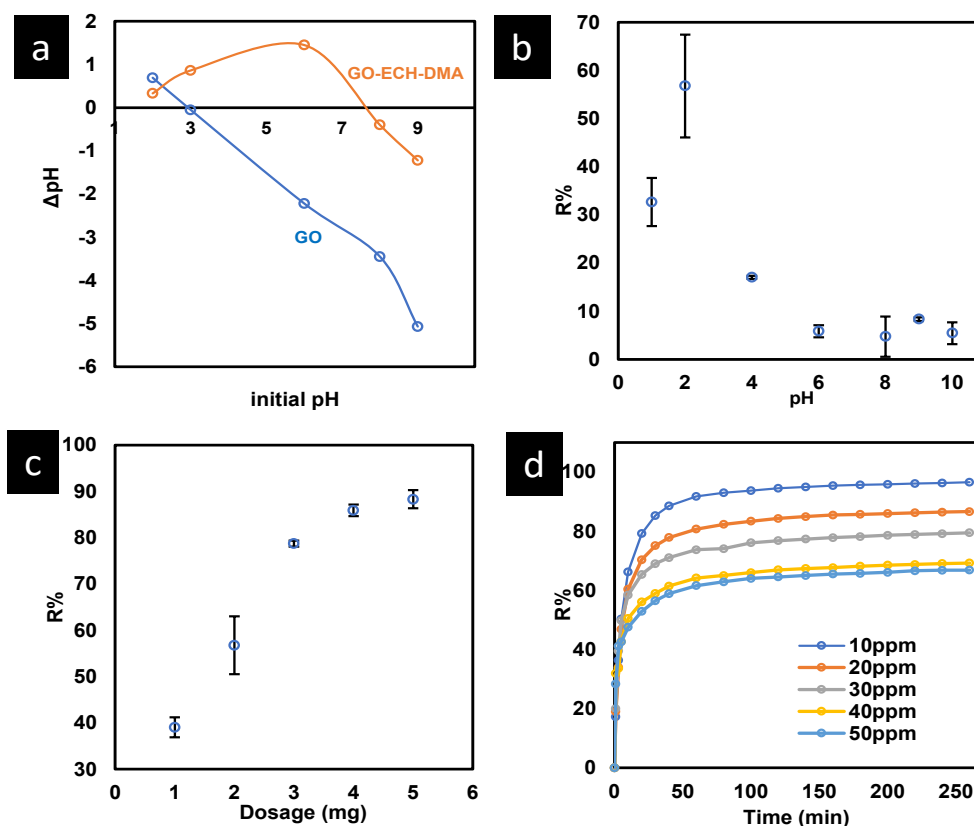 a
2
1
0
-1
-2
-3
-4
-5
-6
1 3 5 7 9
GO-ECH-DMA
GO
ΔpH
initial pH
b
70
60
50
40
30
20
10
0
0 2 4 6 8 10
R%
pH
c
100
90
80
70
60
50
40
30
0 1 2 3 4 5 6
R%
Dosage (mg)
d
100
80
60
40
20
0
0 50 100 150 200 250
R%
10ppm
20ppm
30ppm
40ppm
50ppm
Time (min)